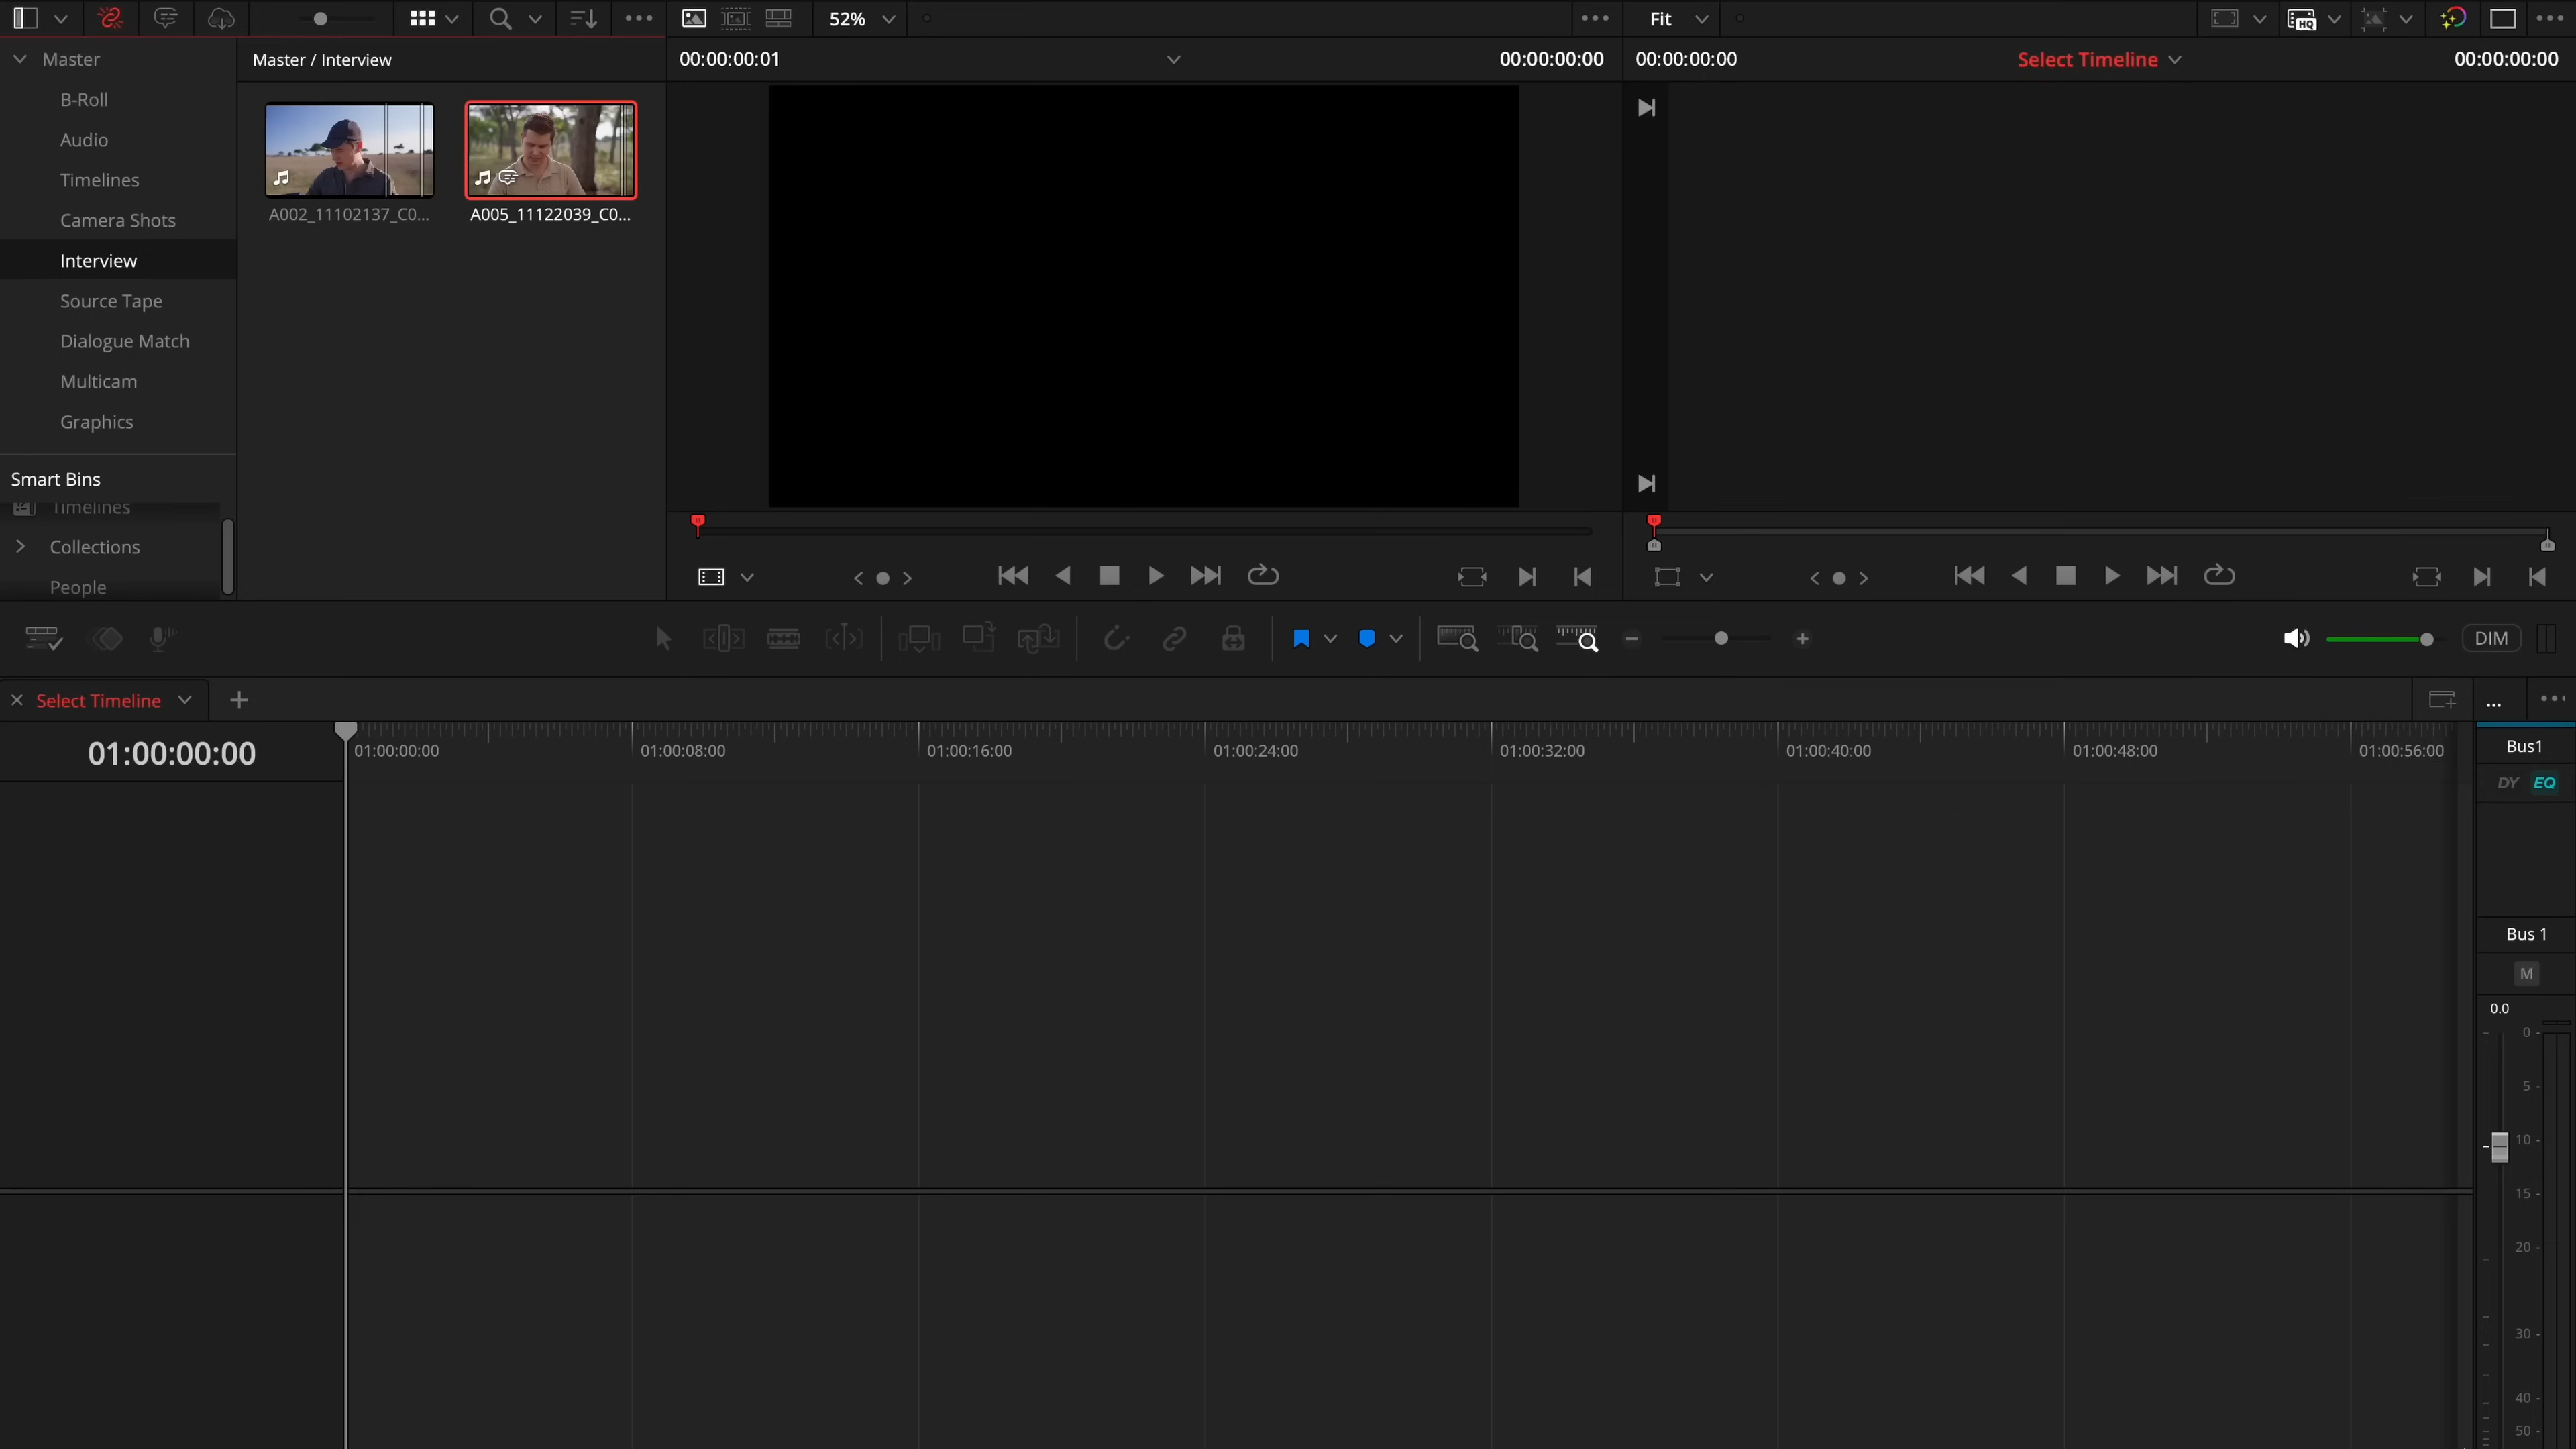 52%
Fit
HQ
Master
Master / Interview
00:00:00:01
00:00:00:00
00:00:00:00
Select Timeline
00:00:00:00
B-Roll
Audio
Timelines
Camera Shots
Interview
Source Tape
Dialogue Match
Multicam
Graphics
A002_11102137_C0...
A005_11122039_C0...
Smart Bins
Timelines
Collections
People
DIM
Select Timeline
...
01:00:00:00
01:00:00:00
01:00:08:00
01:00:16:00
01:00:24:00
01:00:32:00
01:00:40:00
01:00:48:00
01:00:56:00
Bus1
DY EQ
Bus 1
M
0.0
0
5
10
15
20
30
40
50